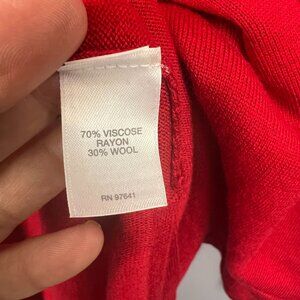 70% VISCOSE
RAYON
30% WOOL
RN 97641